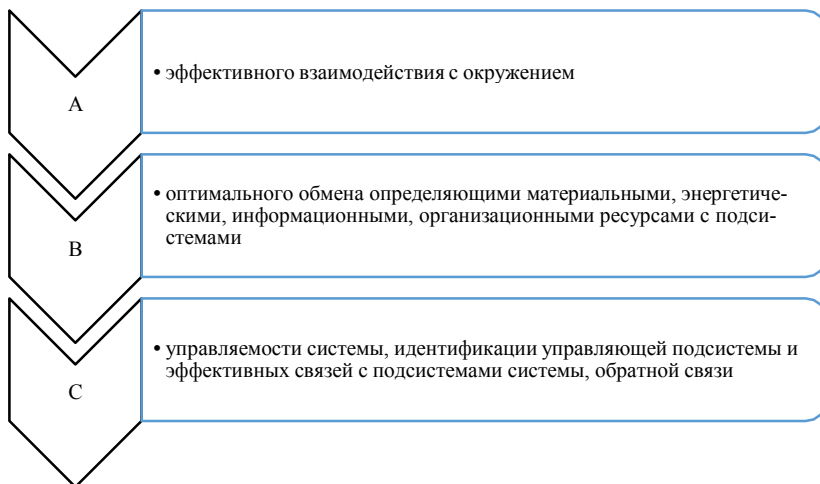 A
• эффективного взаимодействия с окружением
B
• оптимального обмена определяющими материальными, энергетиче-
скими, информационными, организационными ресурсами с подси-
стемами
C
• управляемости системы, идентификации управляющей подсистемы и
эффективных связей с подсистемами системы, обратной связи